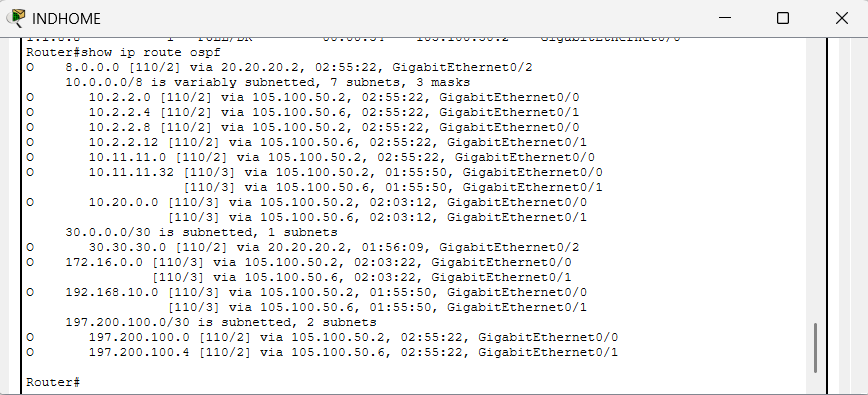 INDHOME
Router#show ip route ospf
O    8.0.0.0 [110/2] via 20.20.20.2, 02:55:22, GigabitEthernet0/2
     10.0.0.0/8 is variably subnetted, 7 subnets, 3 masks
O       10.2.2.0 [110/2] via 105.100.50.2, 02:55:22, GigabitEthernet0/0
O       10.2.2.4 [110/2] via 105.100.50.6, 02:55:22, GigabitEthernet0/1
O       10.2.2.8 [110/2] via 105.100.50.2, 02:55:22, GigabitEthernet0/0
O       10.2.2.12 [110/2] via 105.100.50.6, 02:55:22, GigabitEthernet0/1
O       10.11.11.0 [110/2] via 105.100.50.2, 02:55:22, GigabitEthernet0/0
O       10.11.11.32 [110/3] via 105.100.50.2, 01:55:50, GigabitEthernet0/0
                    [110/3] via 105.100.50.6, 01:55:50, GigabitEthernet0/1
O       10.20.0.0 [110/3] via 105.100.50.2, 02:03:12, GigabitEthernet0/0
                  [110/3] via 105.100.50.6, 02:03:12, GigabitEthernet0/1
     30.0.0.0/30 is subnetted, 1 subnets
O       30.30.30.0 [110/2] via 20.20.20.2, 01:56:09, GigabitEthernet0/2
O    172.16.0.0 [110/3] via 105.100.50.2, 02:03:22, GigabitEthernet0/0
                [110/3] via 105.100.50.6, 02:03:22, GigabitEthernet0/1
O    192.168.10.0 [110/3] via 105.100.50.2, 01:55:50, GigabitEthernet0/0
                  [110/3] via 105.100.50.6, 01:55:50, GigabitEthernet0/1
     197.200.100.0/30 is subnetted, 2 subnets
O       197.200.100.0 [110/2] via 105.100.50.2, 02:55:22, GigabitEthernet0/0
O       197.200.100.4 [110/2] via 105.100.50.6, 02:55:22, GigabitEthernet0/1
Router#